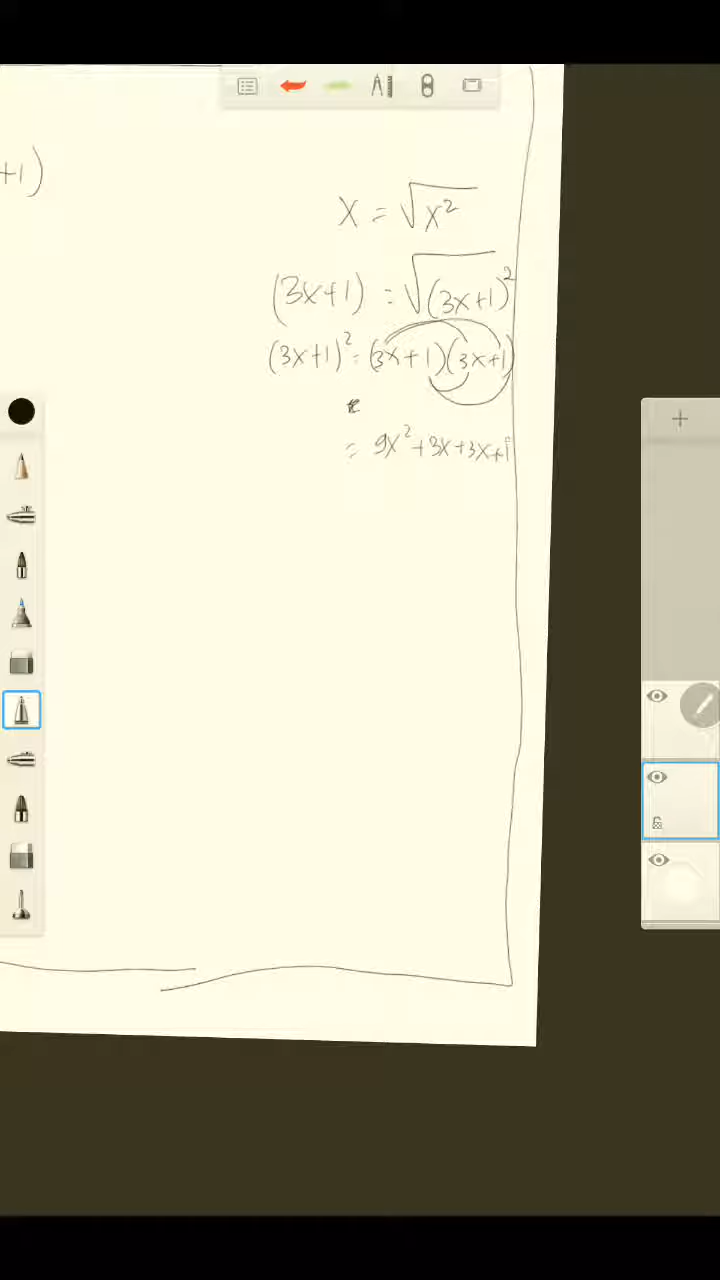 +1)
x = √x²
(3x+1) = √(3x+1)²
(3x+1)² = (3x+1)(3x+1)
= 9x²+3x+3x+1